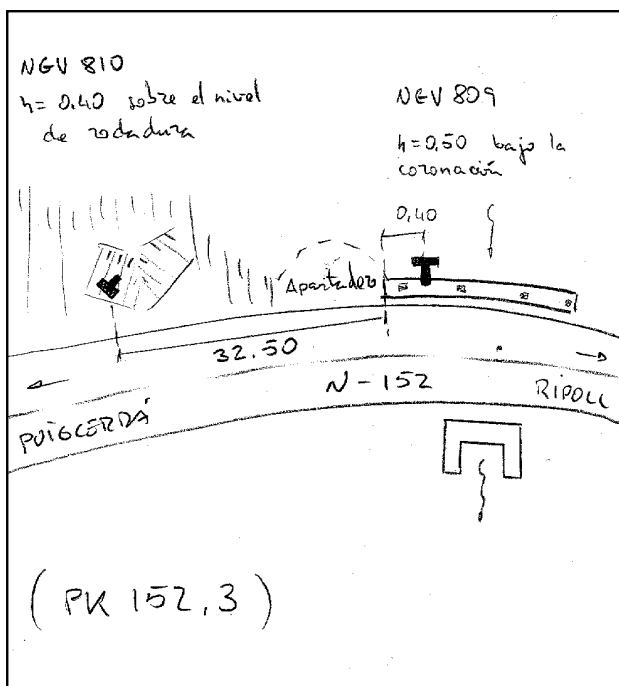 NGV 810
h= 0.40 sobre el nivel
de rodadura
NGV 809
h=0,50 bajo la
coronación
0,40
Apartadero
32.50
N-152
PUIGCERDÁ
RIPOLL
(PK 152,3)